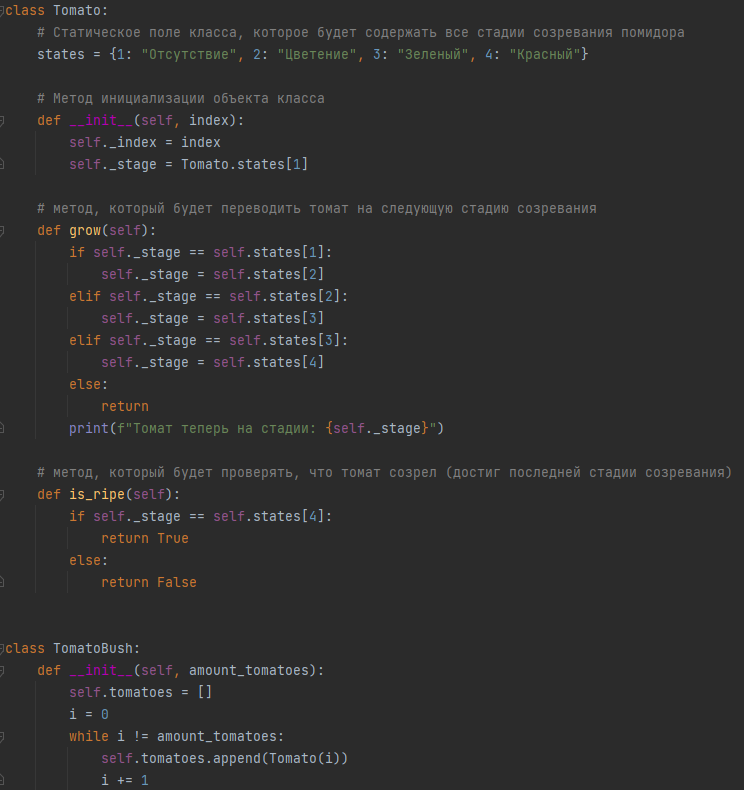 class Tomato:
    # Статическое поле класса, которое будет содержать все стадии созревания помидора
    states = {1: "Отсутствие", 2: "Цветение", 3: "Зеленый", 4: "Красный"}

    # Метод инициализации объекта класса
    def __init__(self, index):
        self._index = index
        self._stage = Tomato.states[1]

    # метод, который будет переводить томат на следующую стадию созревания
    def grow(self):
        if self._stage == self.states[1]:
            self._stage = self.states[2]
        elif self._stage == self.states[2]:
            self._stage = self.states[3]
        elif self._stage == self.states[3]:
            self._stage = self.states[4]
        else:
            return
        print(f"Томат теперь на стадии: {self._stage}")

    # метод, который будет проверять, что томат созрел (достиг последней стадии созревания)
    def is_ripe(self):
        if self._stage == self.states[4]:
            return True
        else:
            return False


class TomatoBush:
    def __init__(self, amount_tomatoes):
        self.tomatoes = []
        i = 0
        while i != amount_tomatoes:
            self.tomatoes.append(Tomato(i))
            i += 1